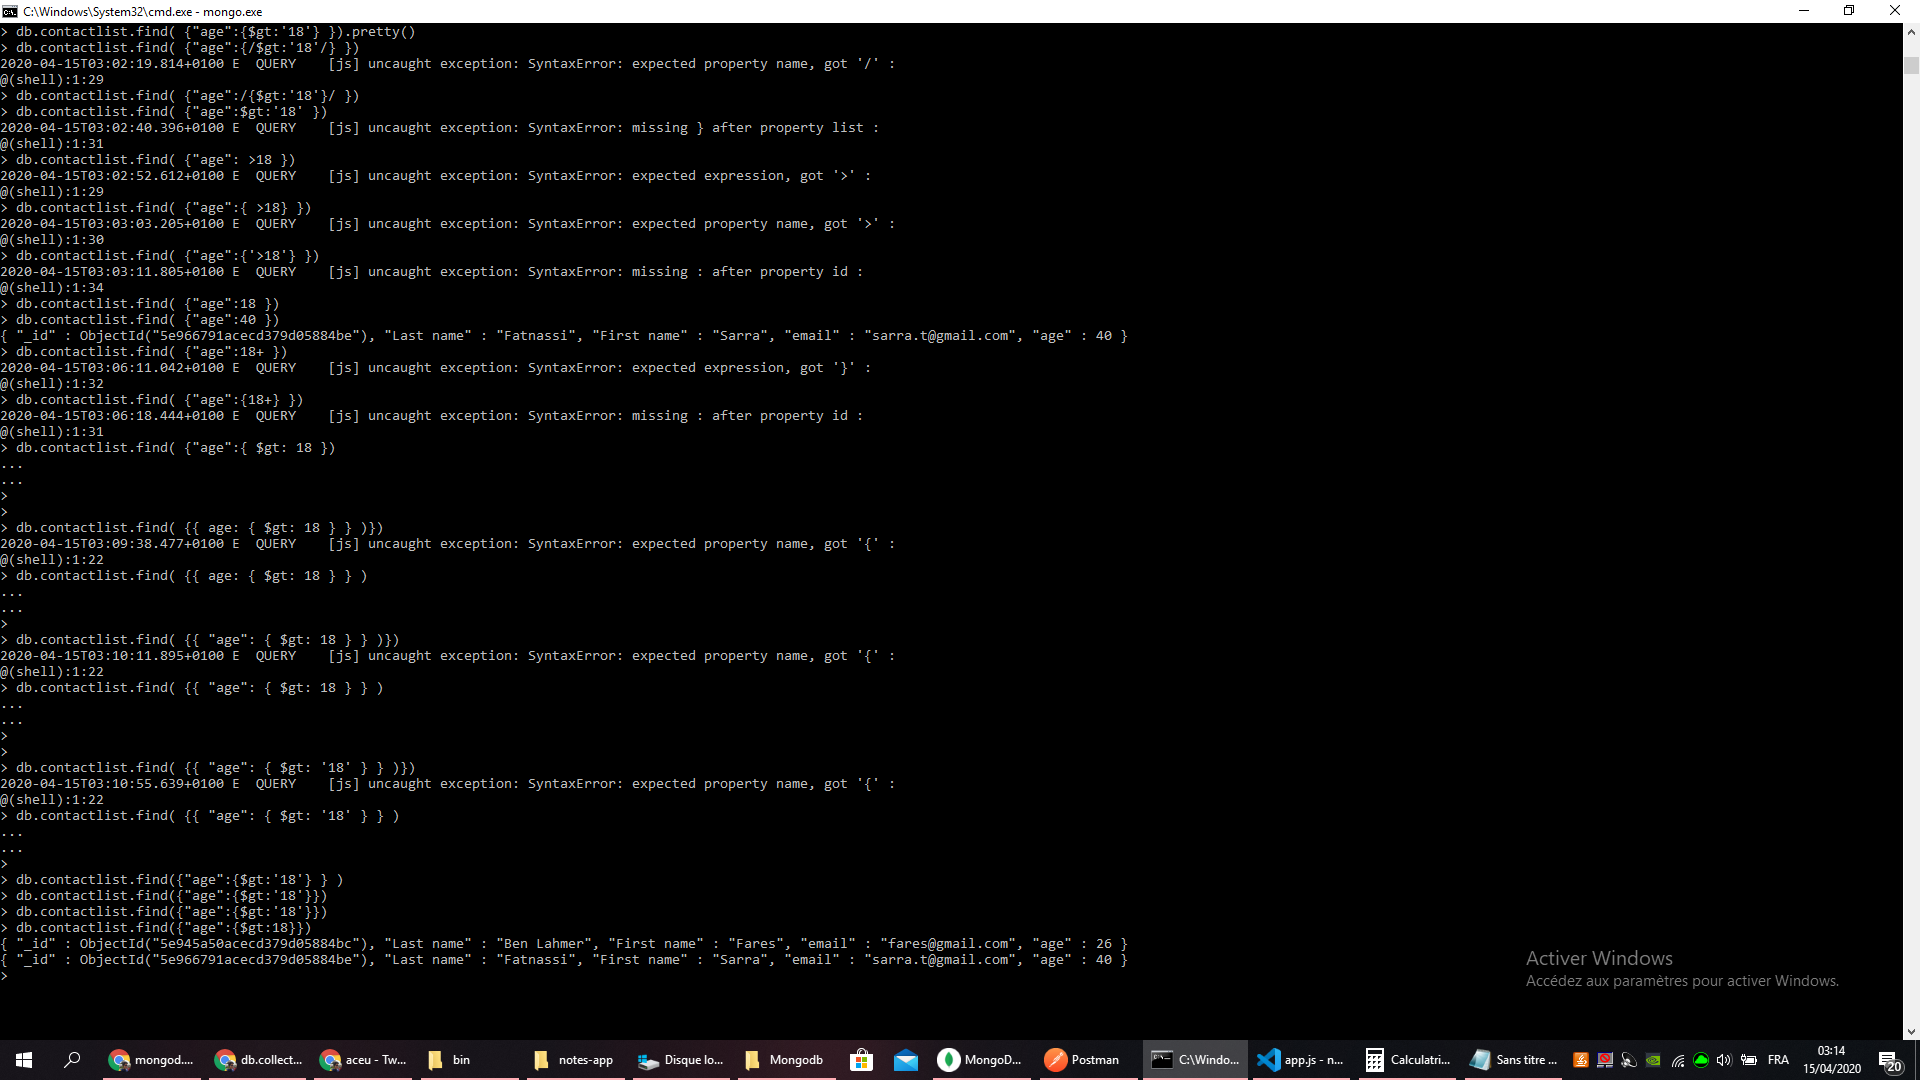 C:\Windows\System32\cmd.exe - mongo.exe
> db.contactlist.find( {"age":{$gt:'18'} }).pretty()
> db.contactlist.find( {"age":{/$gt:'18'/} })
2020-04-15T03:02:19.814+0100 E  QUERY    [js] uncaught exception: SyntaxError: expected property name, got '/' :
@(shell):1:29
> db.contactlist.find( {"age":/{$gt:'18'}/ })
> db.contactlist.find( {"age":$gt:'18' })
2020-04-15T03:02:40.396+0100 E  QUERY    [js] uncaught exception: SyntaxError: missing } after property list :
@(shell):1:31
> db.contactlist.find( {"age": >18 })
2020-04-15T03:02:52.612+0100 E  QUERY    [js] uncaught exception: SyntaxError: expected expression, got '>' :
@(shell):1:29
> db.contactlist.find( {"age":{ >18} })
2020-04-15T03:03:03.205+0100 E  QUERY    [js] uncaught exception: SyntaxError: expected property name, got '>' :
@(shell):1:30
> db.contactlist.find( {"age":{'>18'} })
2020-04-15T03:03:11.805+0100 E  QUERY    [js] uncaught exception: SyntaxError: missing : after property id :
@(shell):1:34
> db.contactlist.find( {"age":18 })
> db.contactlist.find( {"age":40 })
{ "_id" : ObjectId("5e966791acecd379d05884be"), "Last name" : "Fatnassi", "First name" : "Sarra", "email" : "sarra.t@gmail.com", "age" : 40 }
> db.contactlist.find( {"age":18+ })
2020-04-15T03:06:11.042+0100 E  QUERY    [js] uncaught exception: SyntaxError: expected expression, got '}' :
@(shell):1:32
> db.contactlist.find( {"age":{18+} })
2020-04-15T03:06:18.444+0100 E  QUERY    [js] uncaught exception: SyntaxError: missing : after property id :
@(shell):1:31
> db.contactlist.find( {"age":{ $gt: 18 })
...
...
>
>
> db.contactlist.find( {{ age: { $gt: 18 } } )})
2020-04-15T03:09:38.477+0100 E  QUERY    [js] uncaught exception: SyntaxError: expected property name, got '{' :
@(shell):1:22
> db.contactlist.find( {{ age: { $gt: 18 } } )
...
...
>
> db.contactlist.find( {{ "age": { $gt: 18 } } )})
2020-04-15T03:10:11.895+0100 E  QUERY    [js] uncaught exception: SyntaxError: expected property name, got '{' :
@(shell):1:22
> db.contactlist.find( {{ "age": { $gt: 18 } } )
...
...
>
>
> db.contactlist.find( {{ "age": { $gt: '18' } } )})
2020-04-15T03:10:55.639+0100 E  QUERY    [js] uncaught exception: SyntaxError: expected property name, got '{' :
@(shell):1:22
> db.contactlist.find( {{ "age": { $gt: '18' } } )
...
...
>
> db.contactlist.find({"age":{$gt:'18'} } )
> db.contactlist.find({"age":{$gt:'18'}})
> db.contactlist.find({"age":{$gt:'18'}})
> db.contactlist.find({"age":{$gt:18}})
{ "_id" : ObjectId("5e945a50acecd379d05884bc"), "Last name" : "Ben Lahmer", "First name" : "Fares", "email" : "fares@gmail.com", "age" : 26 }
{ "_id" : ObjectId("5e966791acecd379d05884be"), "Last name" : "Fatnassi", "First name" : "Sarra", "email" : "sarra.t@gmail.com", "age" : 40 }
>
Activer Windows
Accédez aux paramètres pour activer Windows.
mongod.... db.collect... aceu - Tw... bin notes-app Disque lo... Mongodb MongoD... Postman C:\Windo... app.js - n... Calculatri... Sans titre ... FRA 03:14
15/04/2020 20